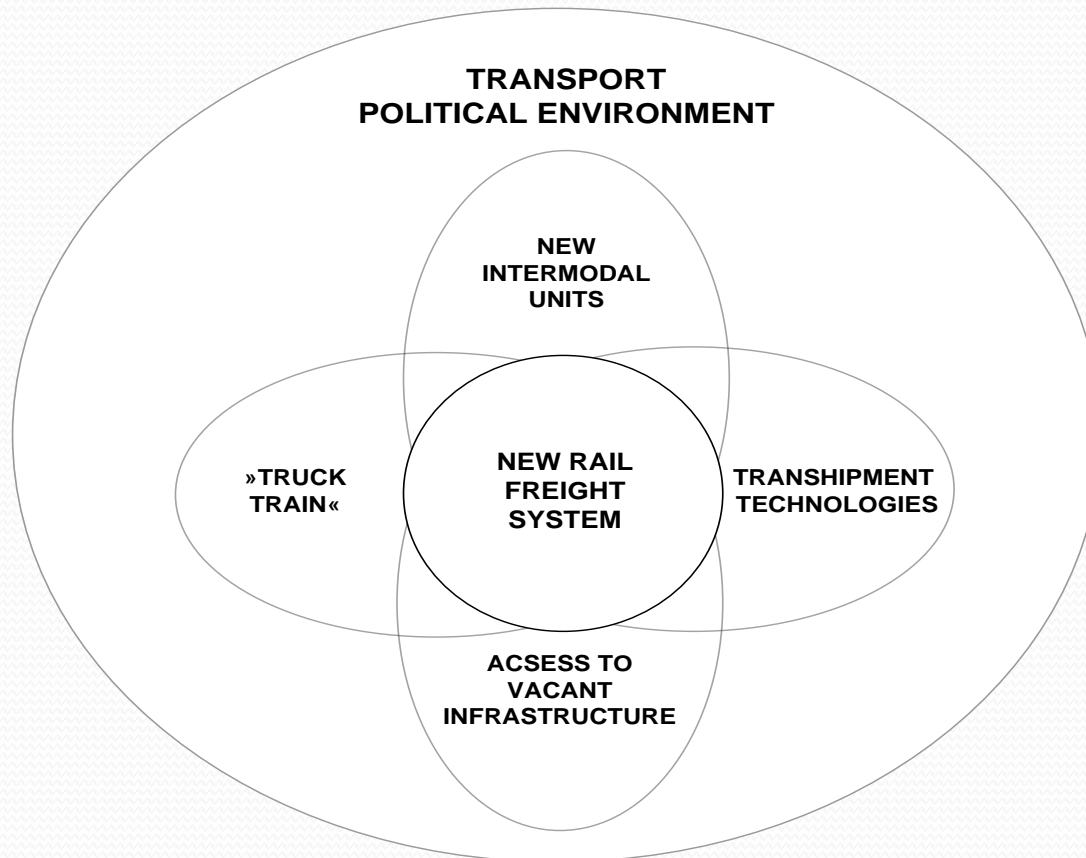 TRANSPORT
POLITICAL ENVIRONMENT
NEW
INTERMODAL
UNITS
»TRUCK
TRAIN«
NEW RAIL
FREIGHT
SYSTEM
TRANSHIPMENT
TECHNOLOGIES
ACSESS TO
VACANT
INFRASTRUCTURE